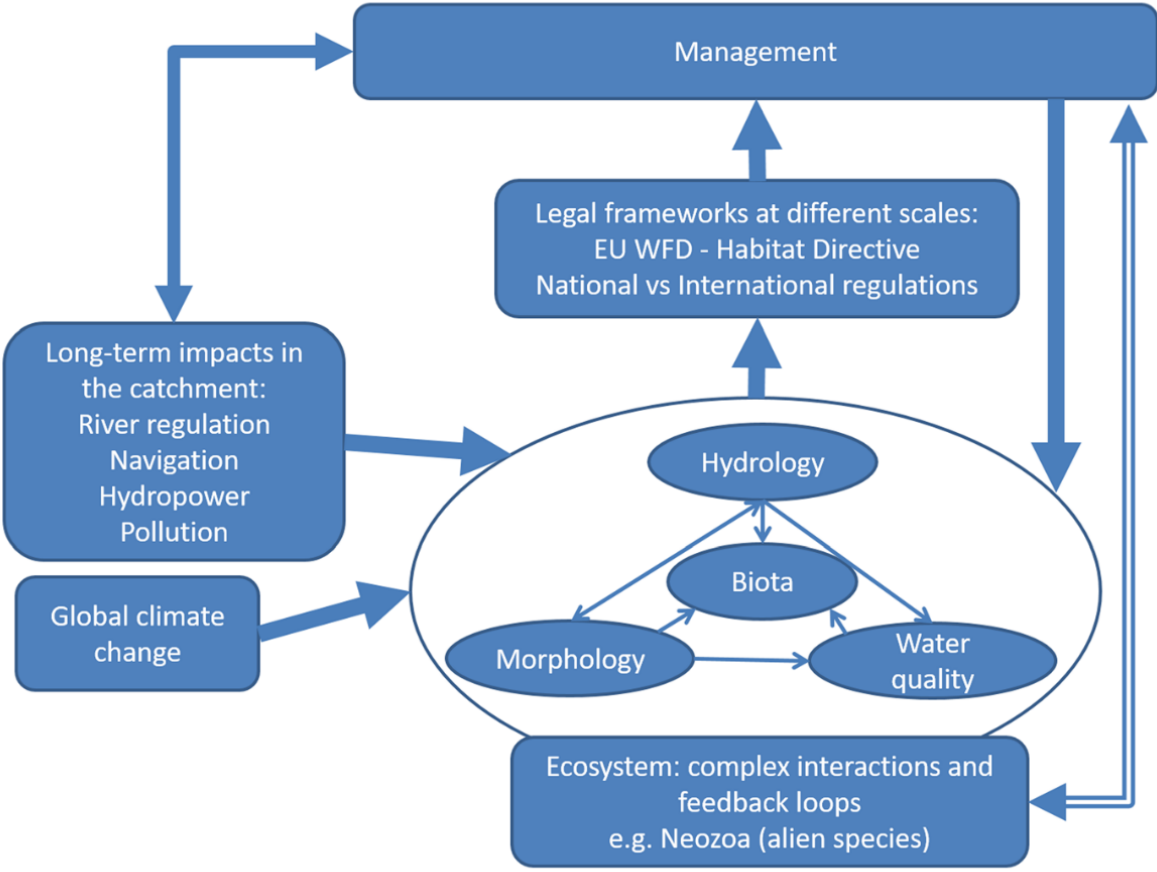 Management
Legal frameworks at different scales:
EU WFD - Habitat Directive
National vs International regulations
Long-term impacts in
the catchment:
River regulation
Navigation
Hydropower
Pollution
Global climate
change
Hydrology
Biota
Morphology
Water
quality
Ecosystem: complex interactions and
feedback loops
e.g. Neozoa (alien species)